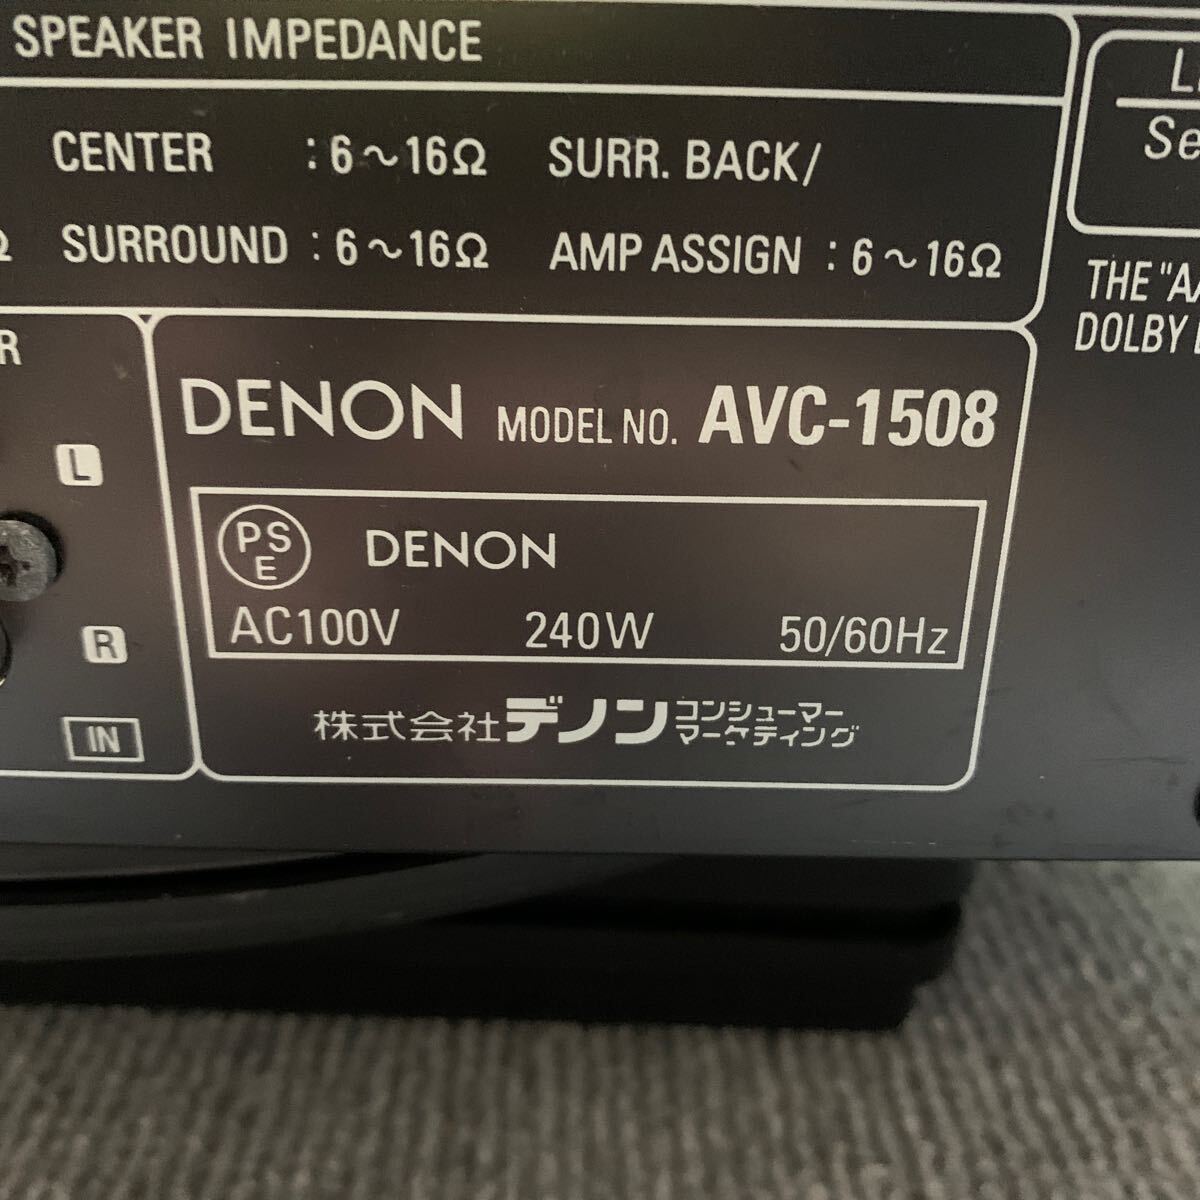 SPEAKER IMPEDANCE
CENTER : 6～16Ω SURR. BACK/
Ω SURROUND : 6～16Ω AMP ASSIGN : 6～16Ω
THE "A
DOLBY
R
L
DENON MODEL NO. AVC-1508
PSE DENON
AC100V 240W 50/60Hz
R
IN
株式会社デノン コンシューマー
マーケティング